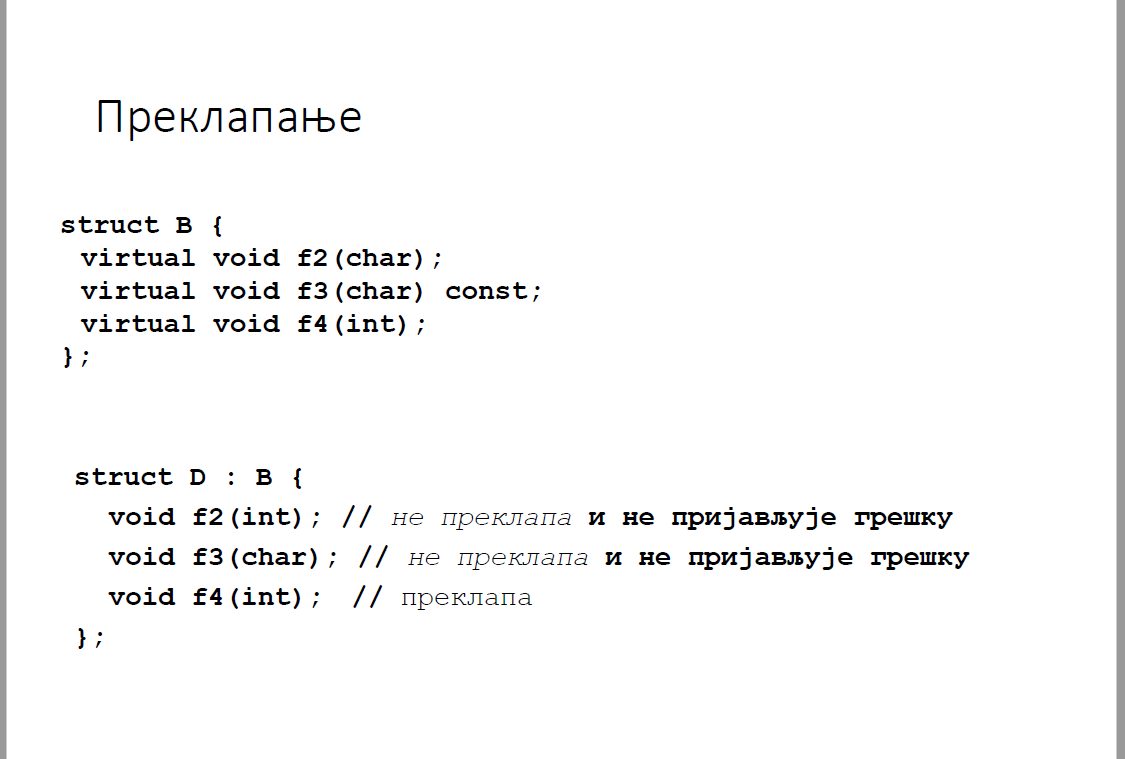 Преклапање
struct B {
virtual void f2(char);
virtual void f3(char) const;
virtual void f4(int);
};
struct D : B {
void f2(int); // не преклапа и не пријављује грешку
void f3(char); // не преклапа и не пријављује грешку
void f4(int); // преклапа
};